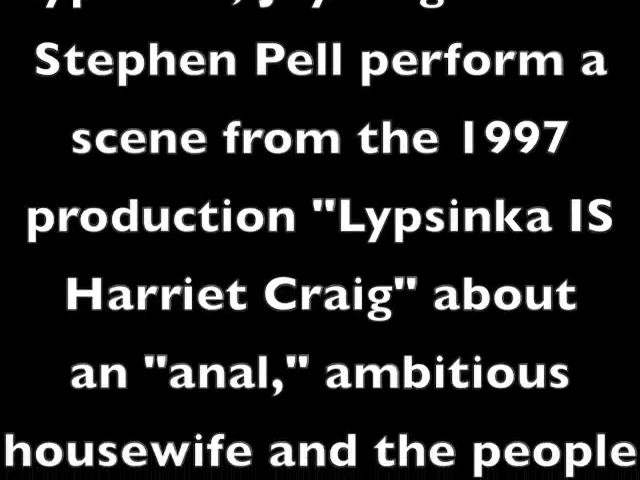 Stephen Pell perform a
scene from the 1997
production "Lypsinka IS
Harriet Craig" about
an "anal," ambitious
housewife and the people